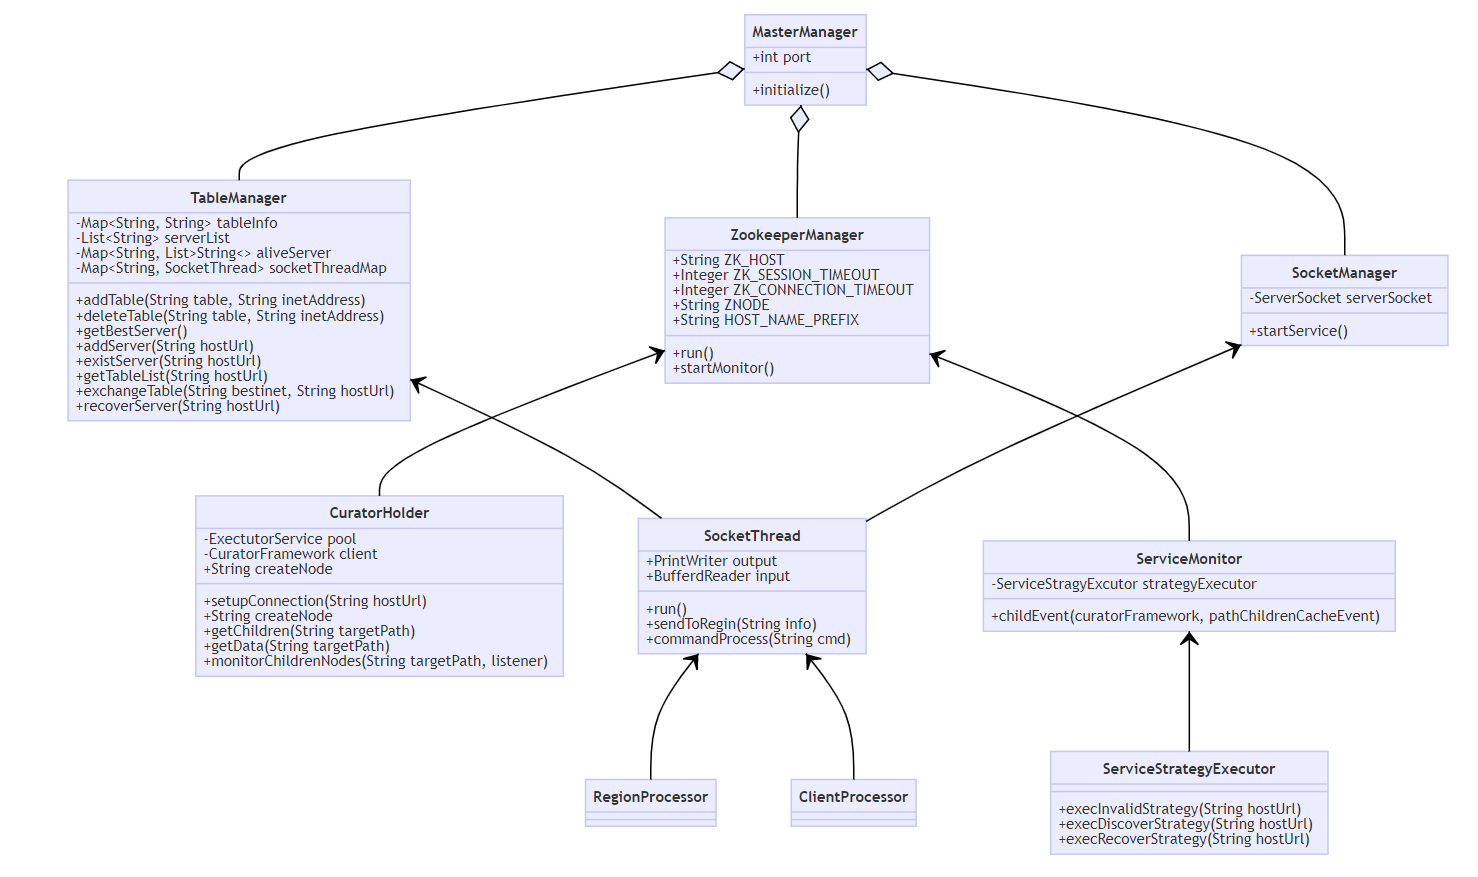 MasterManager
+int port
+initialize()
TableManager
-Map<String, String> tableInfo
-List<String> serverList
-Map<String, List>String<> aliveServer
-Map<String, SocketThread> socketThreadMap
+addTable(String table, String inetAddress)
+deleteTable(String table, String inetAddress)
+getBestServer()
+addServer(String hostUrl)
+existServer(String hostUrl)
+getTableList(String hostUrl)
+exchangeTable(String bestinet, String hostUrl)
+recoverServer(String hostUrl)
ZookeeperManager
+String ZK_HOST
+Integer ZK_SESSION_TIMEOUT
+Integer ZK_CONNECTION_TIMEOUT
+String ZNODE
+String HOST_NAME_PREFIX
+run()
+startMonitor()
SocketManager
-ServerSocket serverSocket
+startService()
CuratorHolder
-ExectutorService pool
-CuratorFramework client
+String createNode
+setupConnection(String hostUrl)
+String createNode
+getChildren(String targetPath)
+getData(String targetPath)
+monitorChildrenNodes(String targetPath, listener)
SocketThread
+PrintWriter output
+BufferdReader input
+run()
+sendToRegin(String info)
+commandProcess(String cmd)
ServiceMonitor
-ServiceStragyExcutor strategyExecutor
+childEvent(curatorFramework, pathChildrenCacheEvent)
RegionProcessor
ClientProcessor
ServiceStrategyExecutor
+execInvalidStrategy(String hostUrl)
+execDiscoverStrategy(String hostUrl)
+execRecoverStrategy(String hostUrl)